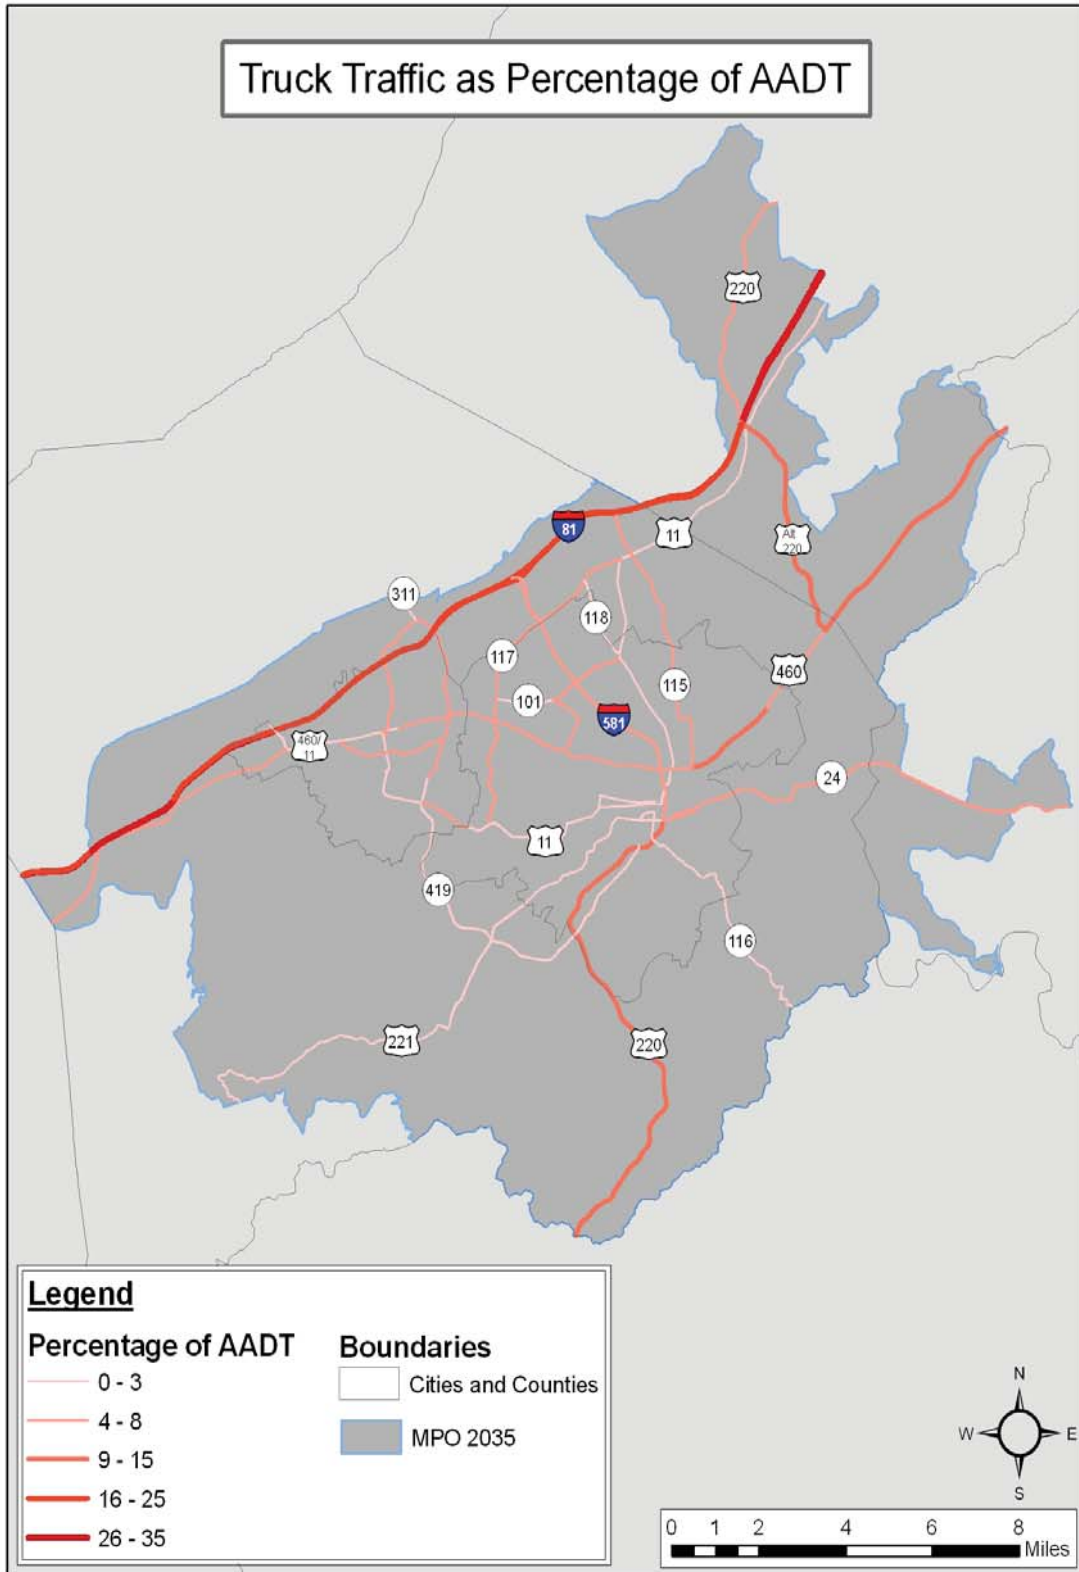 Truck Traffic as Percentage of AADT
220
81
11
Alt
220
311
118
117
460
115
101
581
460/
11
24
11
419
116
221
220
Legend
Percentage of AADT
0 - 3
4 - 8
9 - 15
16 - 25
26 - 35
Boundaries
Cities and Counties
MPO 2035
N
W E
S
0 1 2 4 6 8
Miles